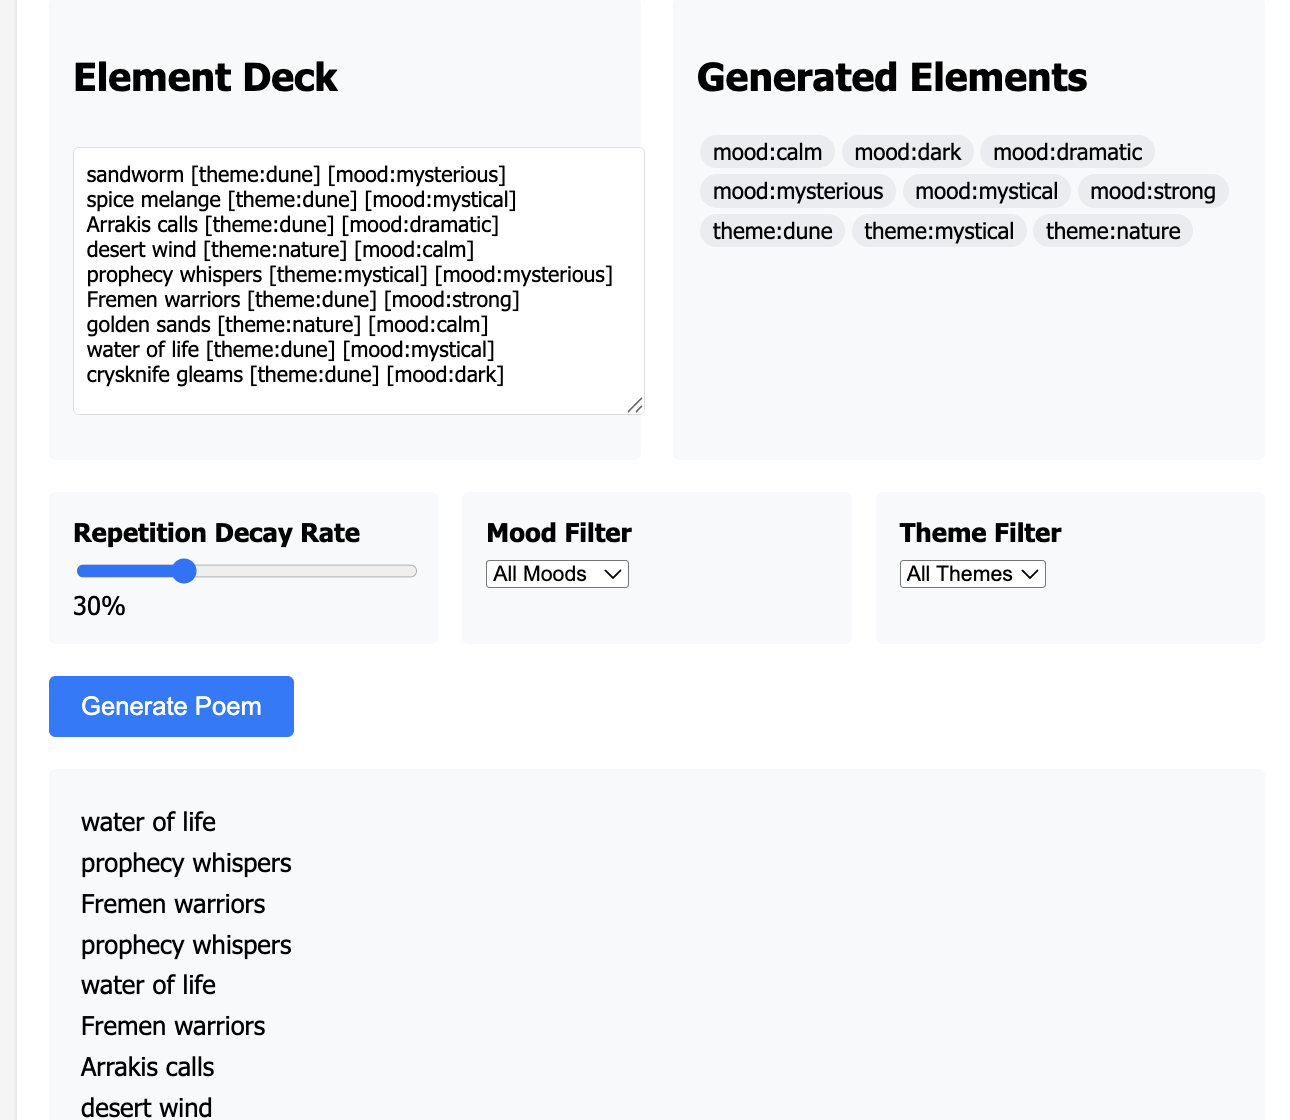 Element Deck
sandworm [theme:dune] [mood:mysterious]
spice melange [theme:dune] [mood:mystical]
Arrakis calls [theme:dune] [mood:dramatic]
desert wind [theme:nature] [mood:calm]
prophecy whispers [theme:mystical] [mood:mysterious]
Fremen warriors [theme:dune] [mood:strong]
golden sands [theme:nature] [mood:calm]
water of life [theme:dune] [mood:mystical]
crysknife gleams [theme:dune] [mood:dark]
Generated Elements
mood:calm mood:dark mood:dramatic
mood:mysterious mood:mystical mood:strong
theme:dune theme:mystical theme:nature
Repetition Decay Rate
30%
Mood Filter
All Moods
Theme Filter
All Themes
Generate Poem
water of life
prophecy whispers
Fremen warriors
prophecy whispers
water of life
Fremen warriors
Arrakis calls
desert wind